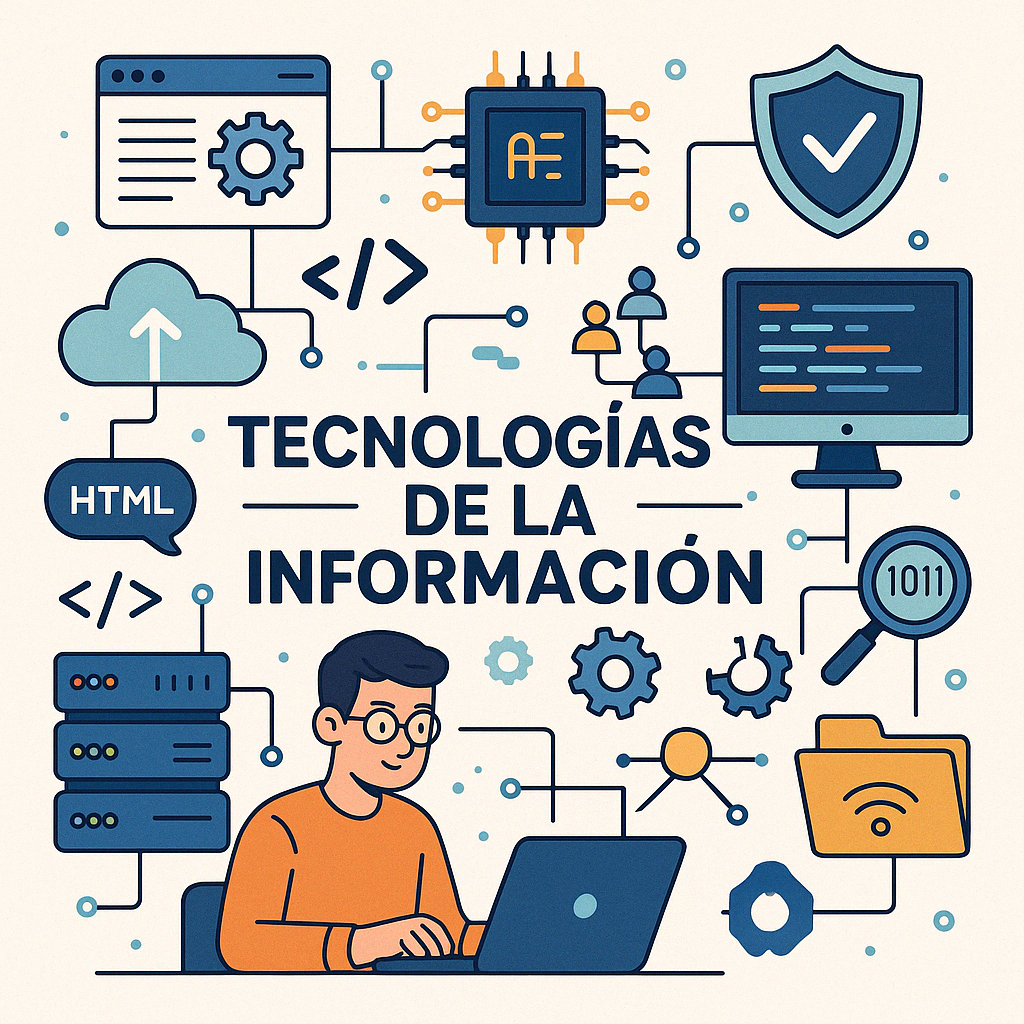 </>
TECNOLOGÍAS
DE LA
INFORMACIÓN
HTML
</>
1011